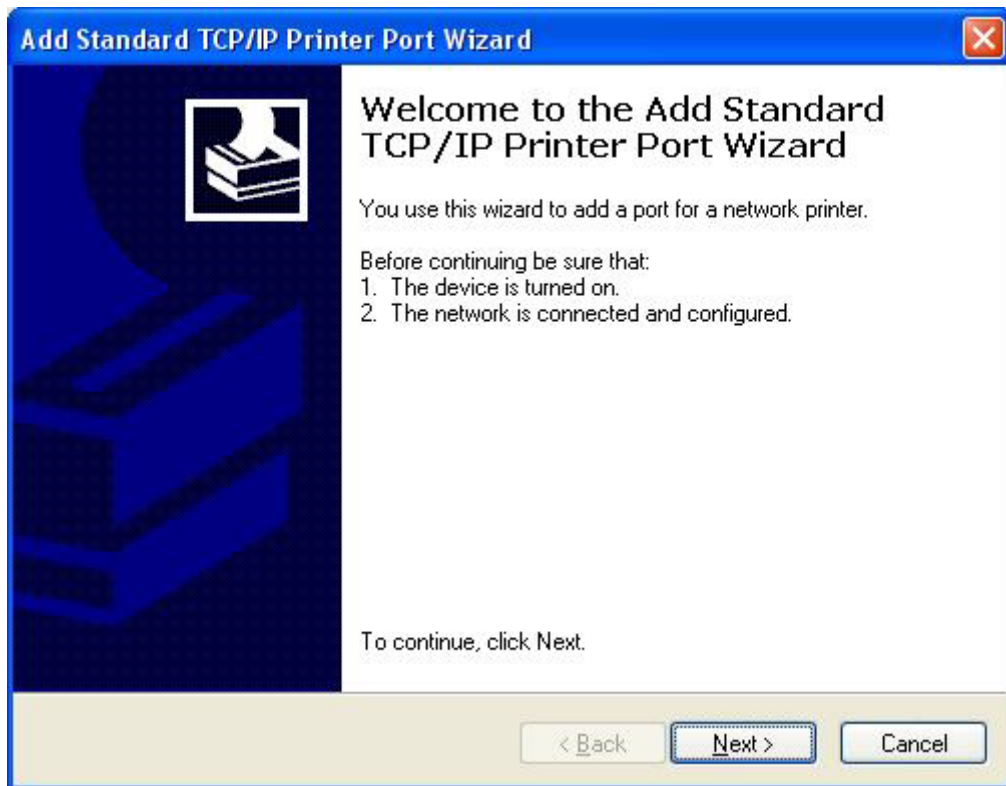 Add Standard TCP/IP Printer Port Wizard
Welcome to the Add Standard
TCP/IP Printer Port Wizard
You use this wizard to add a port for a network printer.
Before continuing be sure that:
1. The device is turned on.
2. The network is connected and configured.
To continue, click Next.
< Back
Next >
Cancel